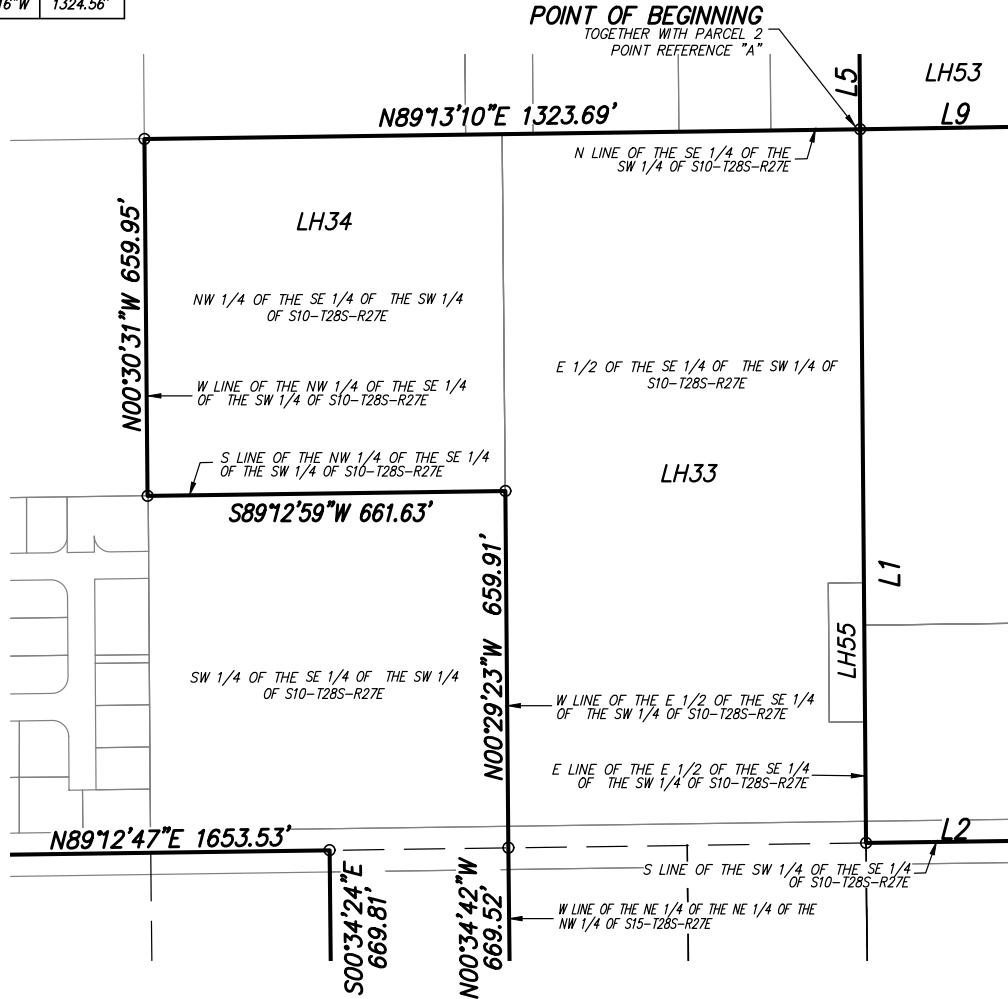 16"W 1324.56'
POINT OF BEGINNING
TOGETHER WITH PARCEL 2
POINT REFERENCE "A"
L5
LH53
L9
N89°13'10"E 1323.69'
N LINE OF THE SE 1/4 OF THE
SW 1/4 OF S10-T28S-R27E
LH34
N00°30'31"W 659.95'
NW 1/4 OF THE SE 1/4 OF THE SW 1/4
OF S10-T28S-R27E
E 1/2 OF THE SE 1/4 OF THE SW 1/4 OF
S10-T28S-R27E
W LINE OF THE NW 1/4 OF THE SE 1/4
OF THE SW 1/4 OF S10-T28S-R27E
S LINE OF THE NW 1/4 OF THE SE 1/4
OF THE SW 1/4 OF S10-T28S-R27E
LH33
S89°12'59"W 661.63'
N00°29'23"W 659.91'
L1
LH55
SW 1/4 OF THE SE 1/4 OF THE SW 1/4
OF S10-T28S-R27E
W LINE OF THE E 1/2 OF THE SE 1/4
OF THE SW 1/4 OF S10-T28S-R27E
E LINE OF THE E 1/2 OF THE SE 1/4
OF THE SW 1/4 OF S10-T28S-R27E
N89°12'47"E 1653.53'
L2
S LINE OF THE SW 1/4 OF THE SE 1/4
OF S10-T28S-R27E
S00°34'24"E
669.81'
N00°34'42"W
669.52'
W LINE OF THE NE 1/4 OF THE NE 1/4 OF THE
NW 1/4 OF S15-T28S-R27E